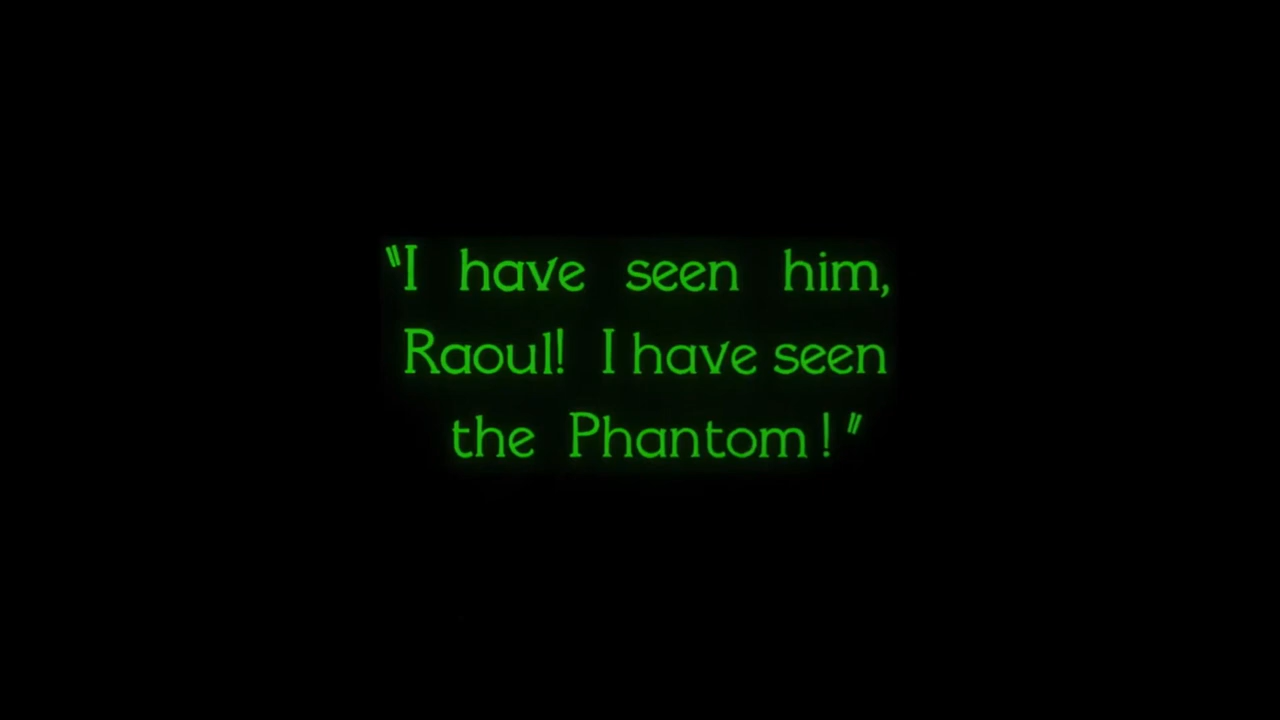 "I have seen him,
Raoul! I have seen
the Phantom!"